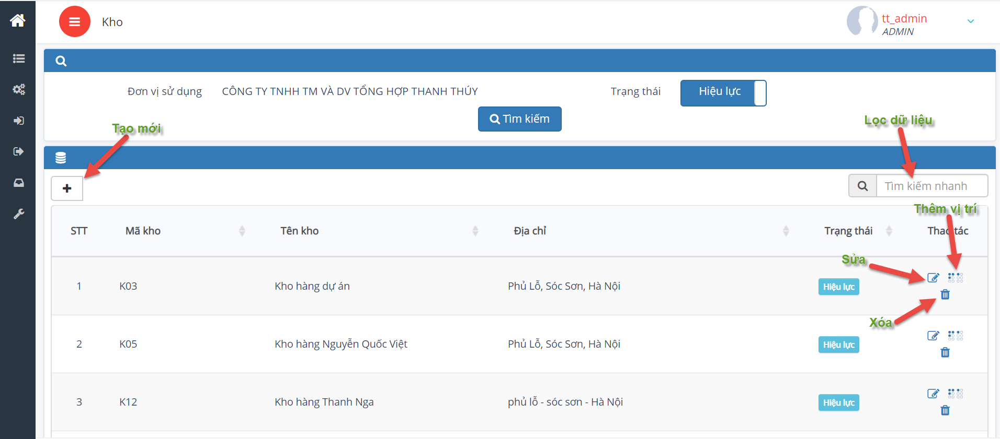 Kho
tt_admin
ADMIN
Đơn vị sử dụng CÔNG TY TNHH TM VÀ DV TỔNG HỢP THANH THÚY Trạng thái Hiệu lực
Tìm kiếm
Tạo mới
Lọc dữ liệu
Tìm kiếm nhanh
Thêm vị trí
STT Mã kho Tên kho Địa chỉ Trạng thái Thao tác
Sửa
1 K03 Kho hàng dự án Phủ Lỗ, Sóc Sơn, Hà Nội Hiệu lực
Xóa
2 K05 Kho hàng Nguyễn Quốc Việt Phủ Lỗ, Sóc Sơn, Hà Nội Hiệu lực
3 K12 Kho hàng Thanh Nga phủ lỗ - sóc sơn - Hà Nội Hiệu lực